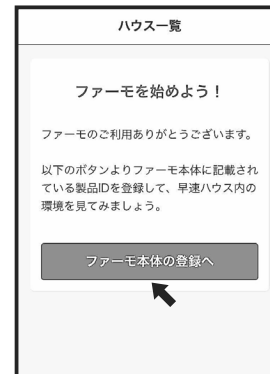 ハウス一覧
ファーモを始めよう！
ファーモのご利用ありがとうございます。
以下のボタンよりファーモ本体に記載され
ている製品IDを登録して、早速ハウス内の
環境を見てみましょう。
ファーモ本体の登録へ